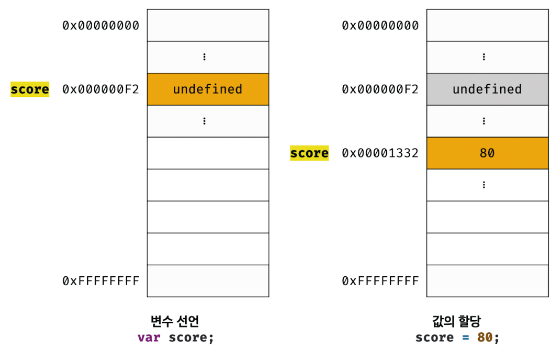 0x00000000
⋮
score 0x000000F2 undefined
⋮
0xFFFFFFFF
변수 선언
var score;
0x00000000
⋮
0x000000F2 undefined
⋮
score 0x00001332 80
⋮
0xFFFFFFFF
값의 할당
score = 80;